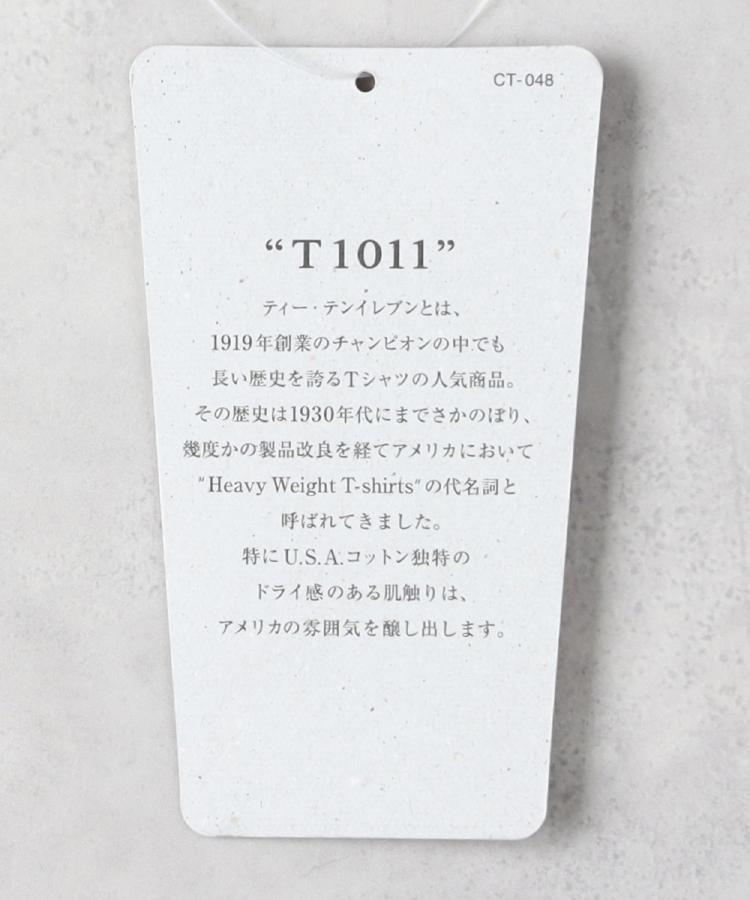 CT-048
“T1011”
ティー・テンイレブンとは、
1919年創業のチャンピオンの中でも
長い歴史を誇るTシャツの人気商品。
その歴史は1930年代にまでさかのぼり、
幾度かの製品改良を経てアメリカにおいて
“Heavy Weight T-shirts”の代名詞と
呼ばれてきました。
特にU.S.A.コットン独特の
ドライ感のある肌触りは、
アメリカの雰囲気を醸し出します。